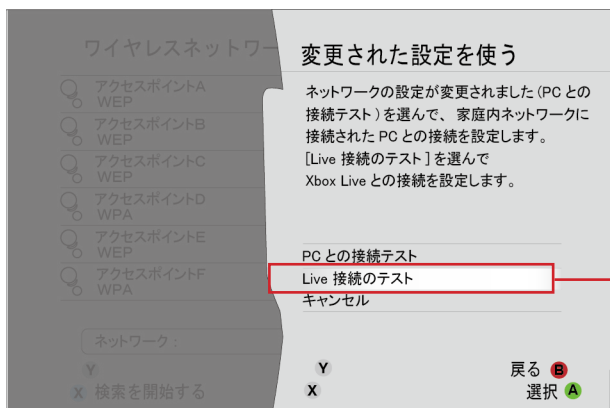 ワイヤレスネットワー
アクセスポイントA
WEP
アクセスポイントB
WEP
アクセスポイントC
WEP
アクセスポイントD
WPA
アクセスポイントE
WEP
アクセスポイントF
WPA
ネットワーク :
Y
X 検索を開始する
変更された設定を使う
ネットワークの設定が変更されました (PC との
接続テスト ) を選んで、 家庭内ネットワークに
接続された PC との接続を設定します。
[Live 接続のテスト ] を選んで
Xbox Live との接続を設定します。
PC との接続テスト
Live 接続のテスト
キャンセル
Y
戻る B
X
選択 A